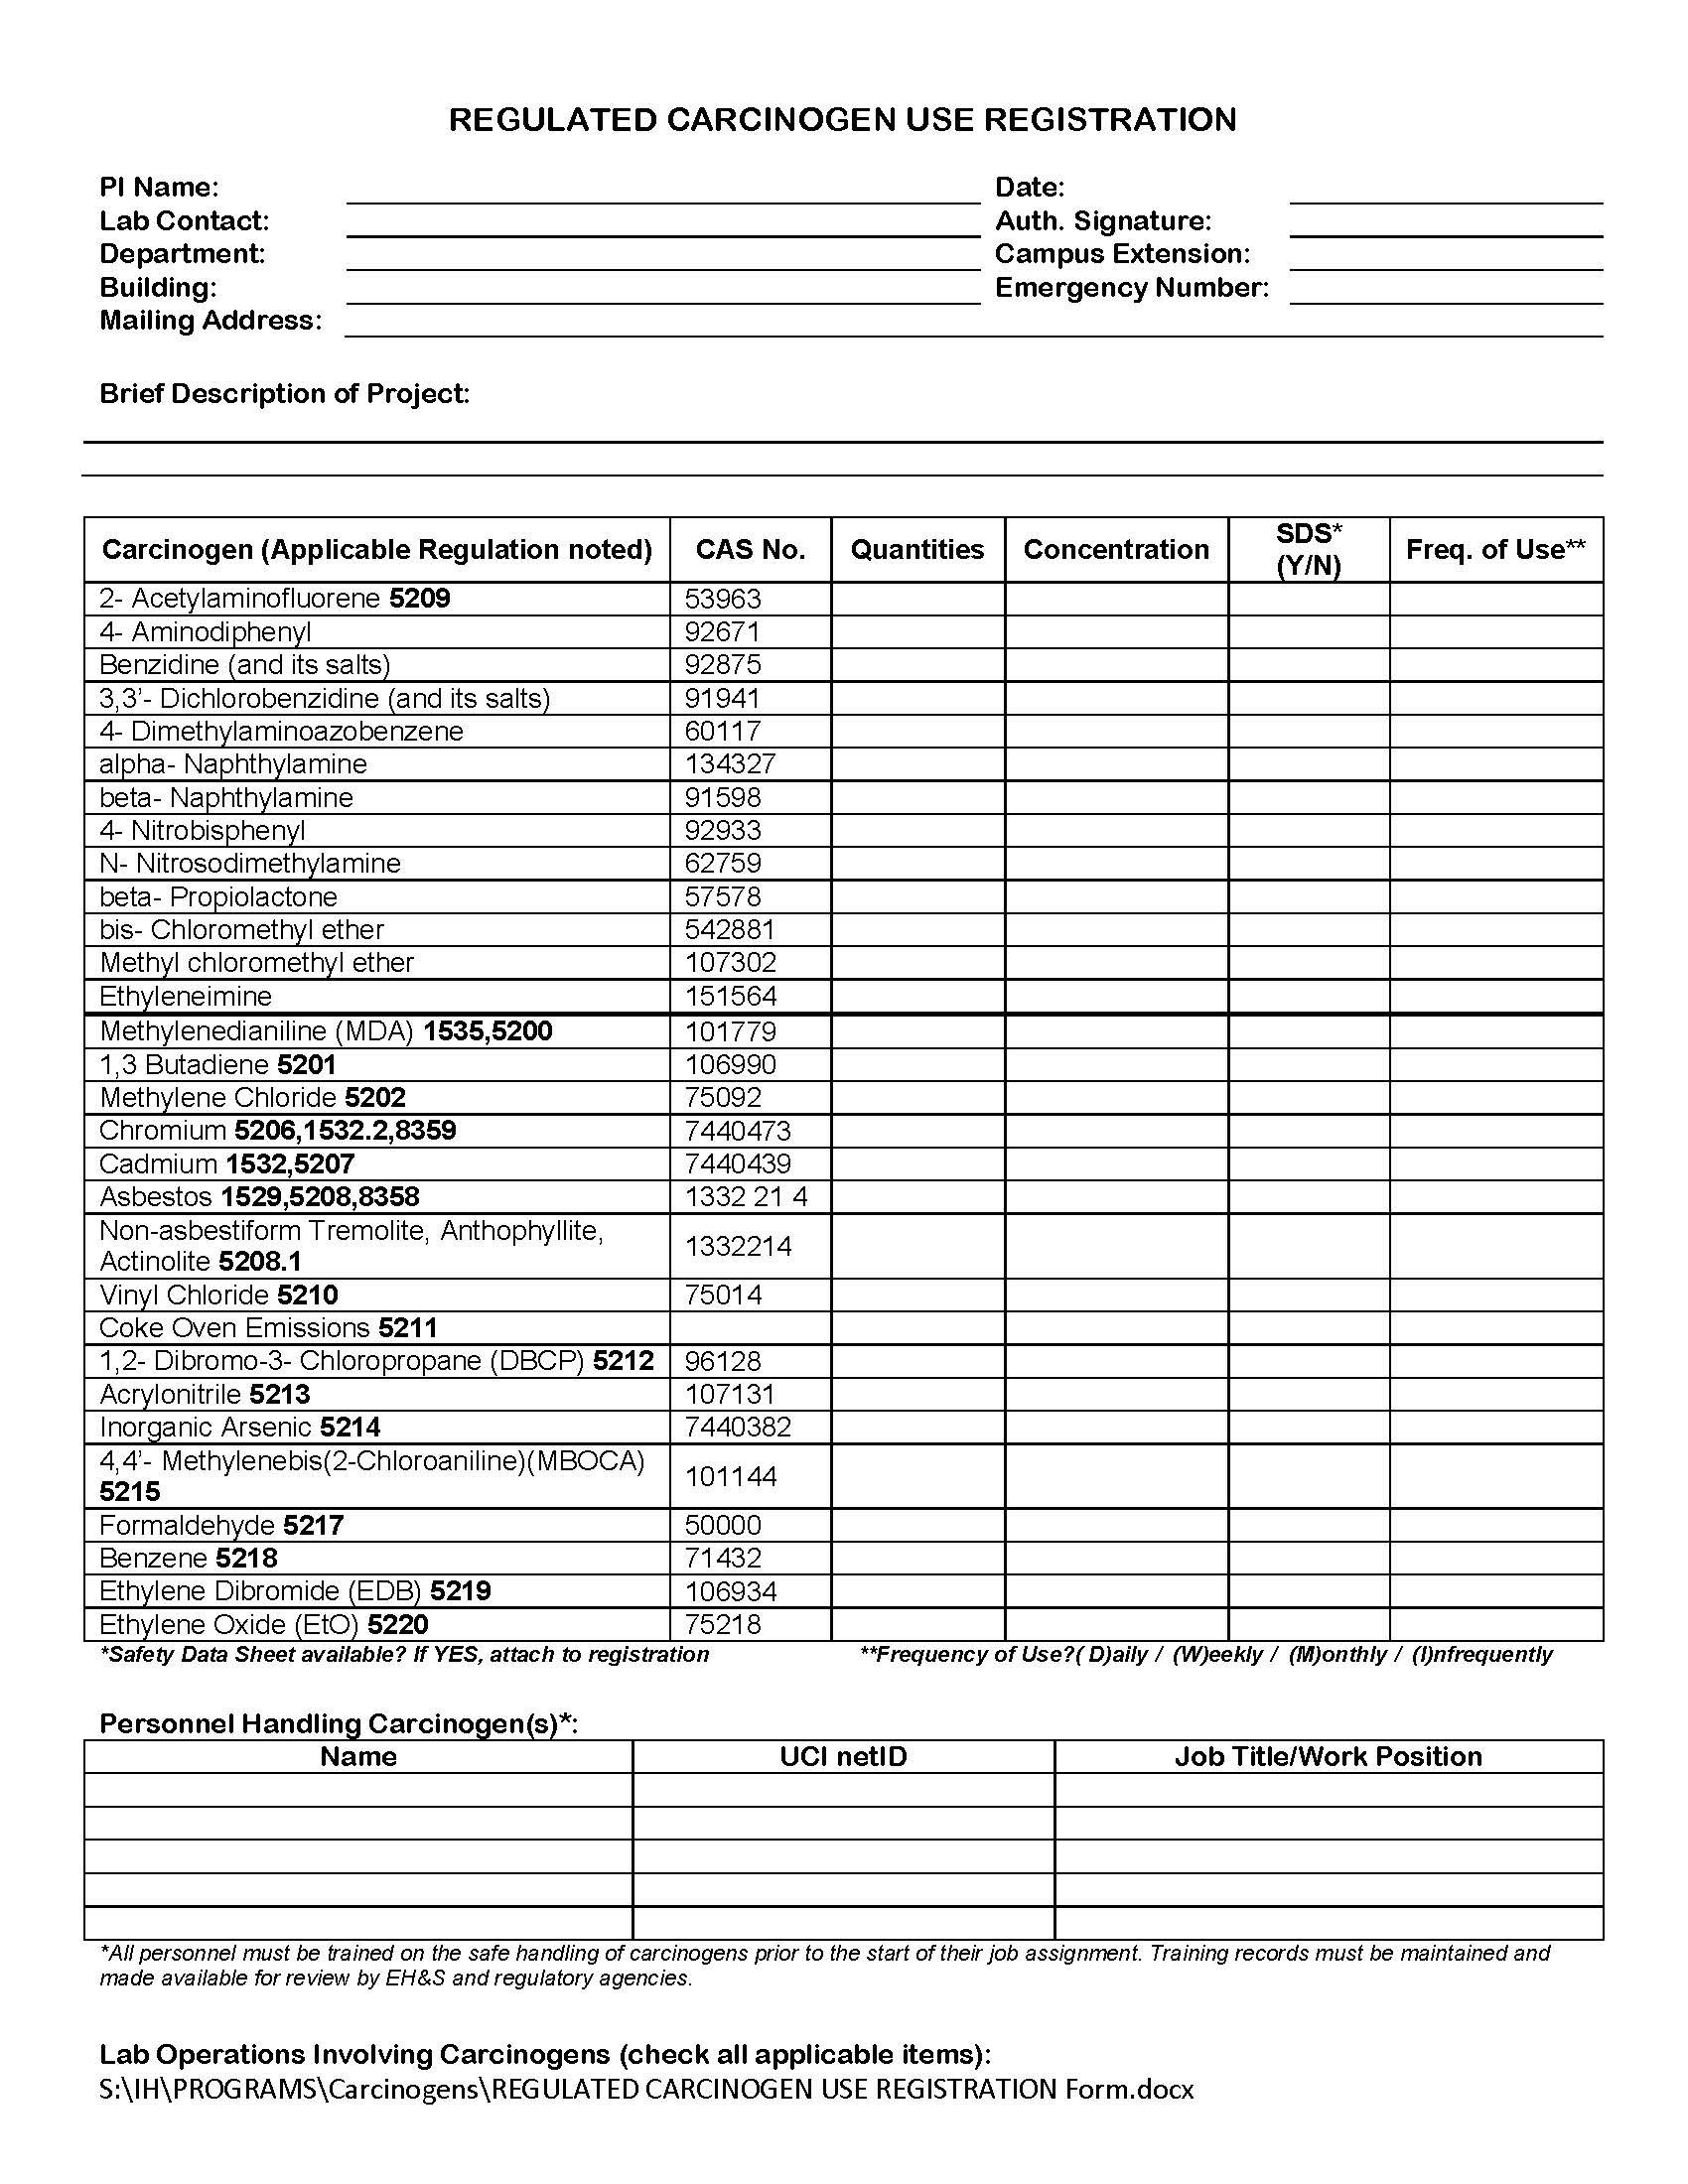 REGULATED CARCINOGEN USE REGISTRATION
PI Name: Date:
Lab Contact: Auth. Signature:
Department: Campus Extension:
Building: Emergency Number:
Mailing Address:
Brief Description of Project:
Carcinogen (Applicable Regulation noted) CAS No. Quantities Concentration SDS* (Y/N) Freq. of Use**
2- Acetylaminofluorene 5209 53963
4- Aminodiphenyl 92671
Benzidine (and its salts) 92875
3,3’- Dichlorobenzidine (and its salts) 91941
4- Dimethylaminoazobenzene 60117
alpha- Naphthylamine 134327
beta- Naphthylamine 91598
4- Nitrobisphenyl 92933
N- Nitrosodimethylamine 62759
beta- Propiolactone 57578
bis- Chloromethyl ether 542881
Methyl chloromethyl ether 107302
Ethyleneimine 151564
Methylenedianiline (MDA) 1535,5200 101779
1,3 Butadiene 5201 106990
Methylene Chloride 5202 75092
Chromium 5206,1532.2,8359 7440473
Cadmium 1532,5207 7440439
Asbestos 1529,5208,8358 1332 21 4
Non-asbestiform Tremolite, Anthophyllite,
Actinolite 5208.1 1332214
Vinyl Chloride 5210 75014
Coke Oven Emissions 5211
1,2- Dibromo-3- Chloropropane (DBCP) 5212 96128
Acrylonitrile 5213 107131
Inorganic Arsenic 5214 7440382
4,4’- Methylenebis(2-Chloroaniline)(MBOCA)
5215 101144
Formaldehyde 5217 50000
Benzene 5218 71432
Ethylene Dibromide (EDB) 5219 106934
Ethylene Oxide (EtO) 5220 75218
*Safety Data Sheet available? If YES, attach to registration **Frequency of Use?( D)aily / (W)eekly / (M)onthly / (I)nfrequently
Personnel Handling Carcinogen(s)*:
Name UCI netID Job Title/Work Position
*All personnel must be trained on the safe handling of carcinogens prior to the start of their job assignment. Training records must be maintained and
made available for review by EH&S and regulatory agencies.
Lab Operations Involving Carcinogens (check all applicable items):
S:\IH\PROGRAMS\Carcinogens\REGULATED CARCINOGEN USE REGISTRATION Form.docx